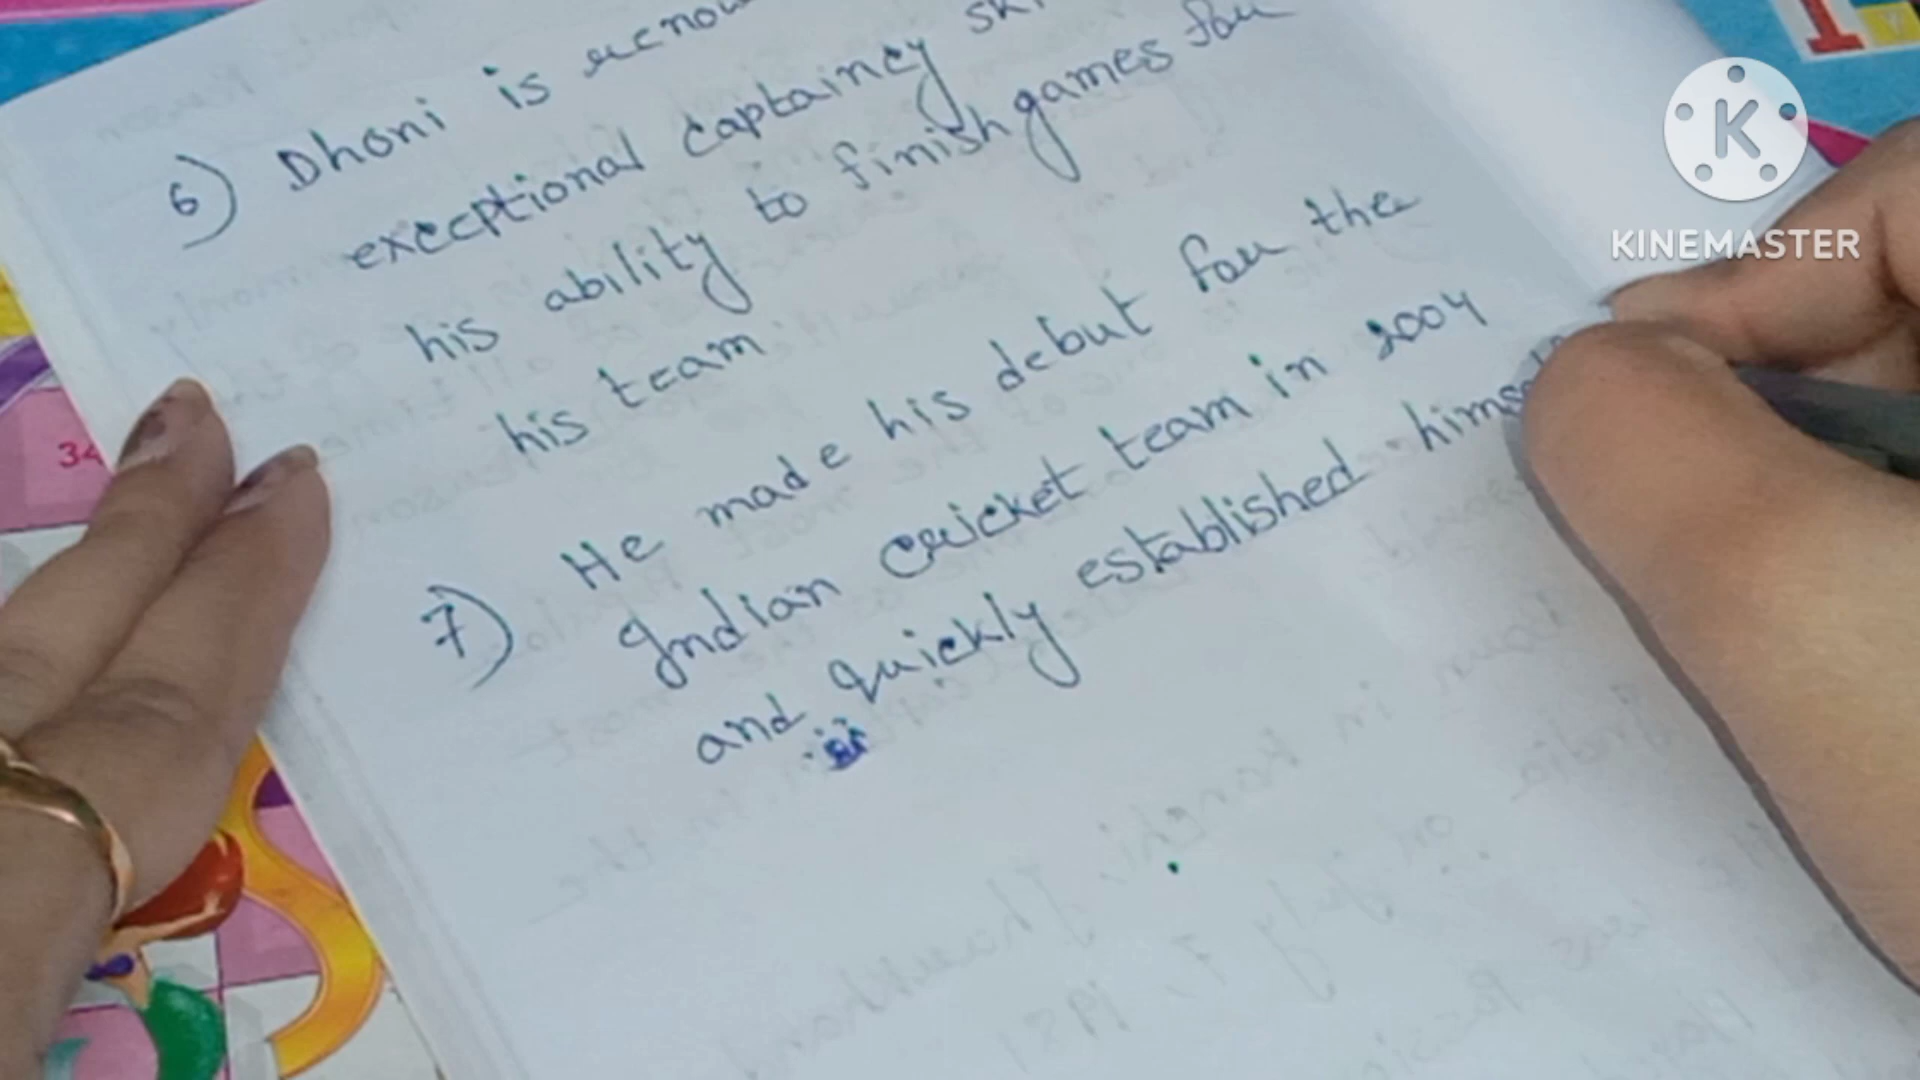 6) Dhoni is
exceptional captaincy
his ability to finish games for
his team
7) He made his debut for the
Indian cricket team in 2004
and quickly established
34
KINEMASTER